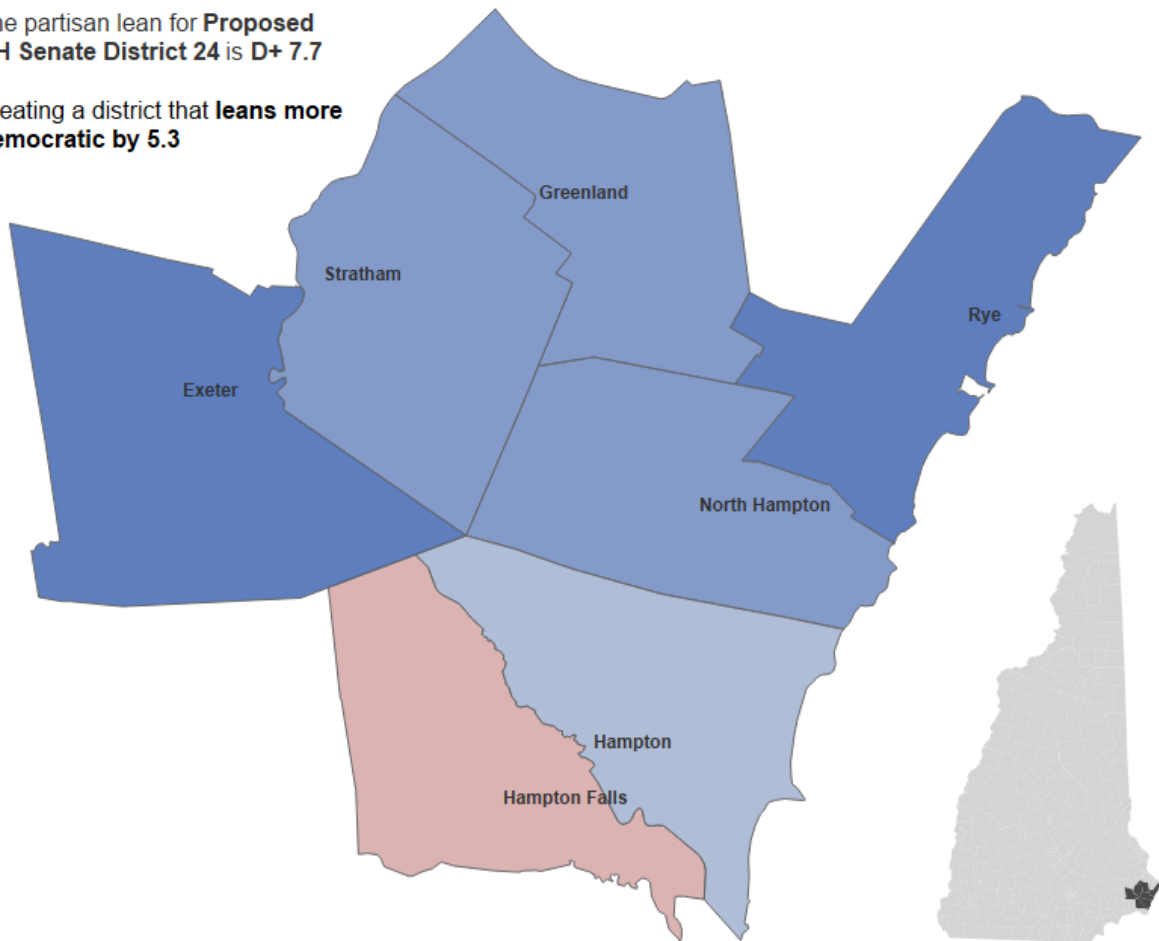 ne partisan lean for Proposed
H Senate District 24 is D+ 7.7
eating a district that leans more
emocratic by 5.3
Greenland
Stratham
Rye
Exeter
North Hampton
Hampton
Hampton Falls